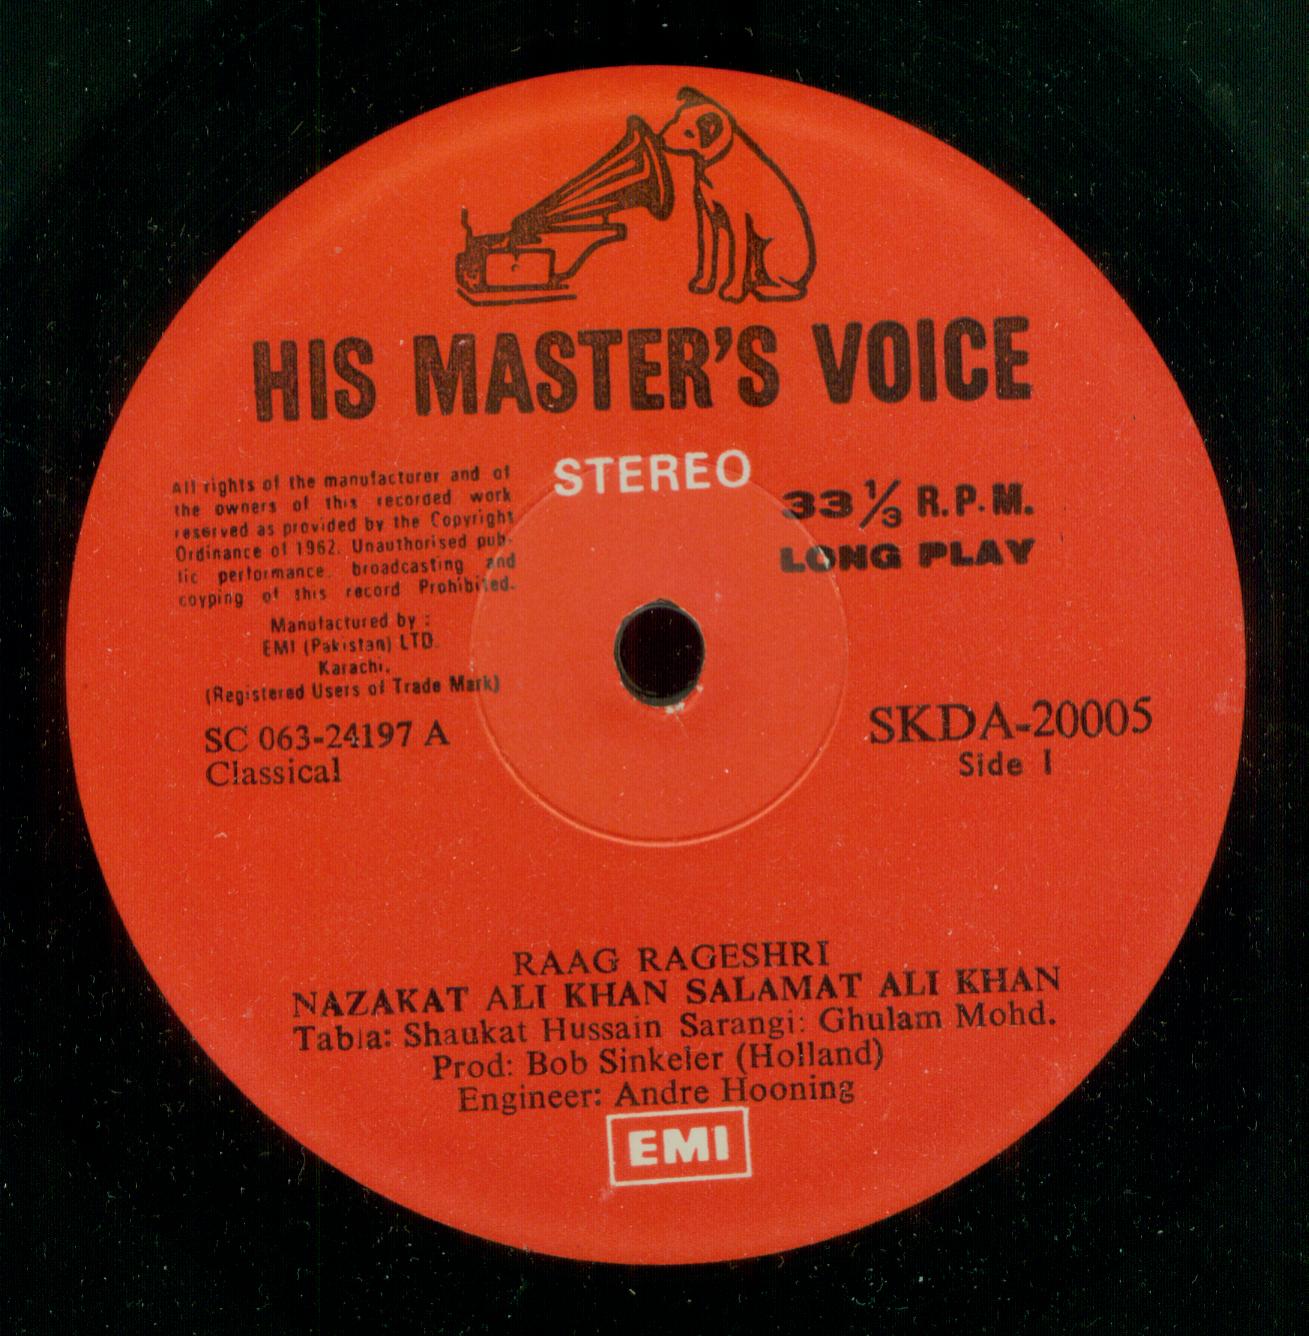 HIS MASTER'S VOICE
STEREO
All rights of the manufacturer and of
the owners of this recorded work
reserved as provided by the Copyright
Ordinance of 1962. Unauthorised pub-
lic performance. broadcasting and
coyping of this record Prohibited.
Manufactured by :
EMI (Pakistan) LTD.
Karachi.
(Registered Users of Trade Mark)
SC 063-24197 A
Classical
33 1/3 R.P.M.
LONG PLAY
SKDA-20005
Side I
RAAG RAGESHRI
NAZAKAT ALI KHAN SALAMAT ALI KHAN
Tabla: Shaukat Hussain Sarangi: Ghulam Mohd.
Prod: Bob Sinkeler (Holland)
Engineer: Andre Hooning
EMI